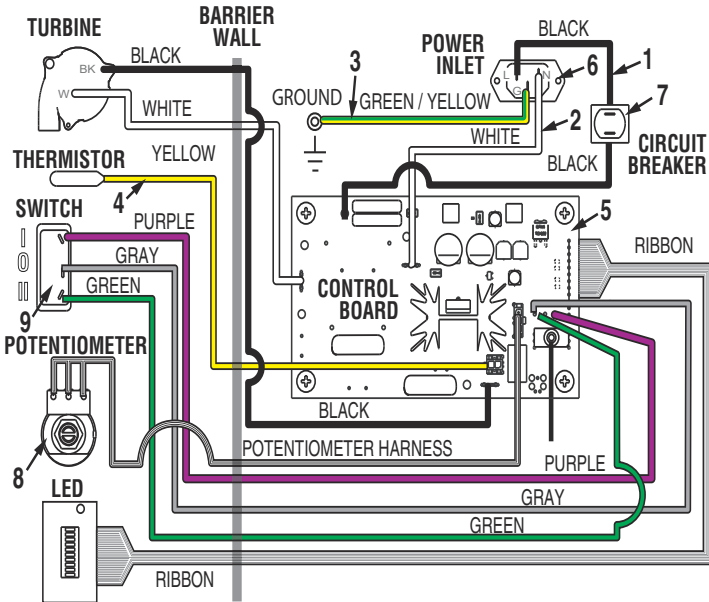 TURBINE
BARRIER
WALL
BLACK
BLACK
POWER
INLET
3
6
1
BK
L
N
G
7
W
WHITE
GROUND
GREEN / YELLOW
WHITE
2
CIRCUIT
BREAKER
THERMISTOR
YELLOW
BLACK
4
SWITCH
PURPLE
5
I
O
II
GRAY
RIBBON
GREEN
CONTROL
BOARD
9
POTENTIOMETER
BLACK
POTENTIOMETER HARNESS
PURPLE
8
LED
GRAY
GREEN
RIBBON